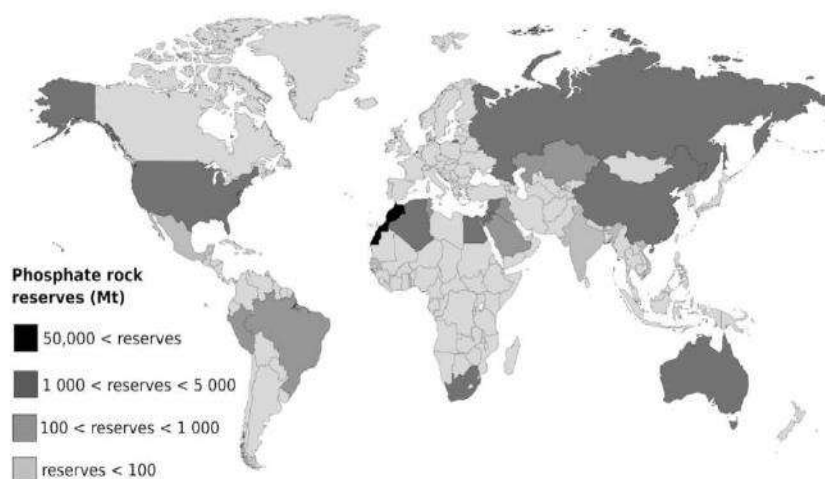 Phosphate rock
reserves (Mt)
50,000 < reserves
1 000 < reserves < 5 000
100 < reserves < 1 000
reserves < 100